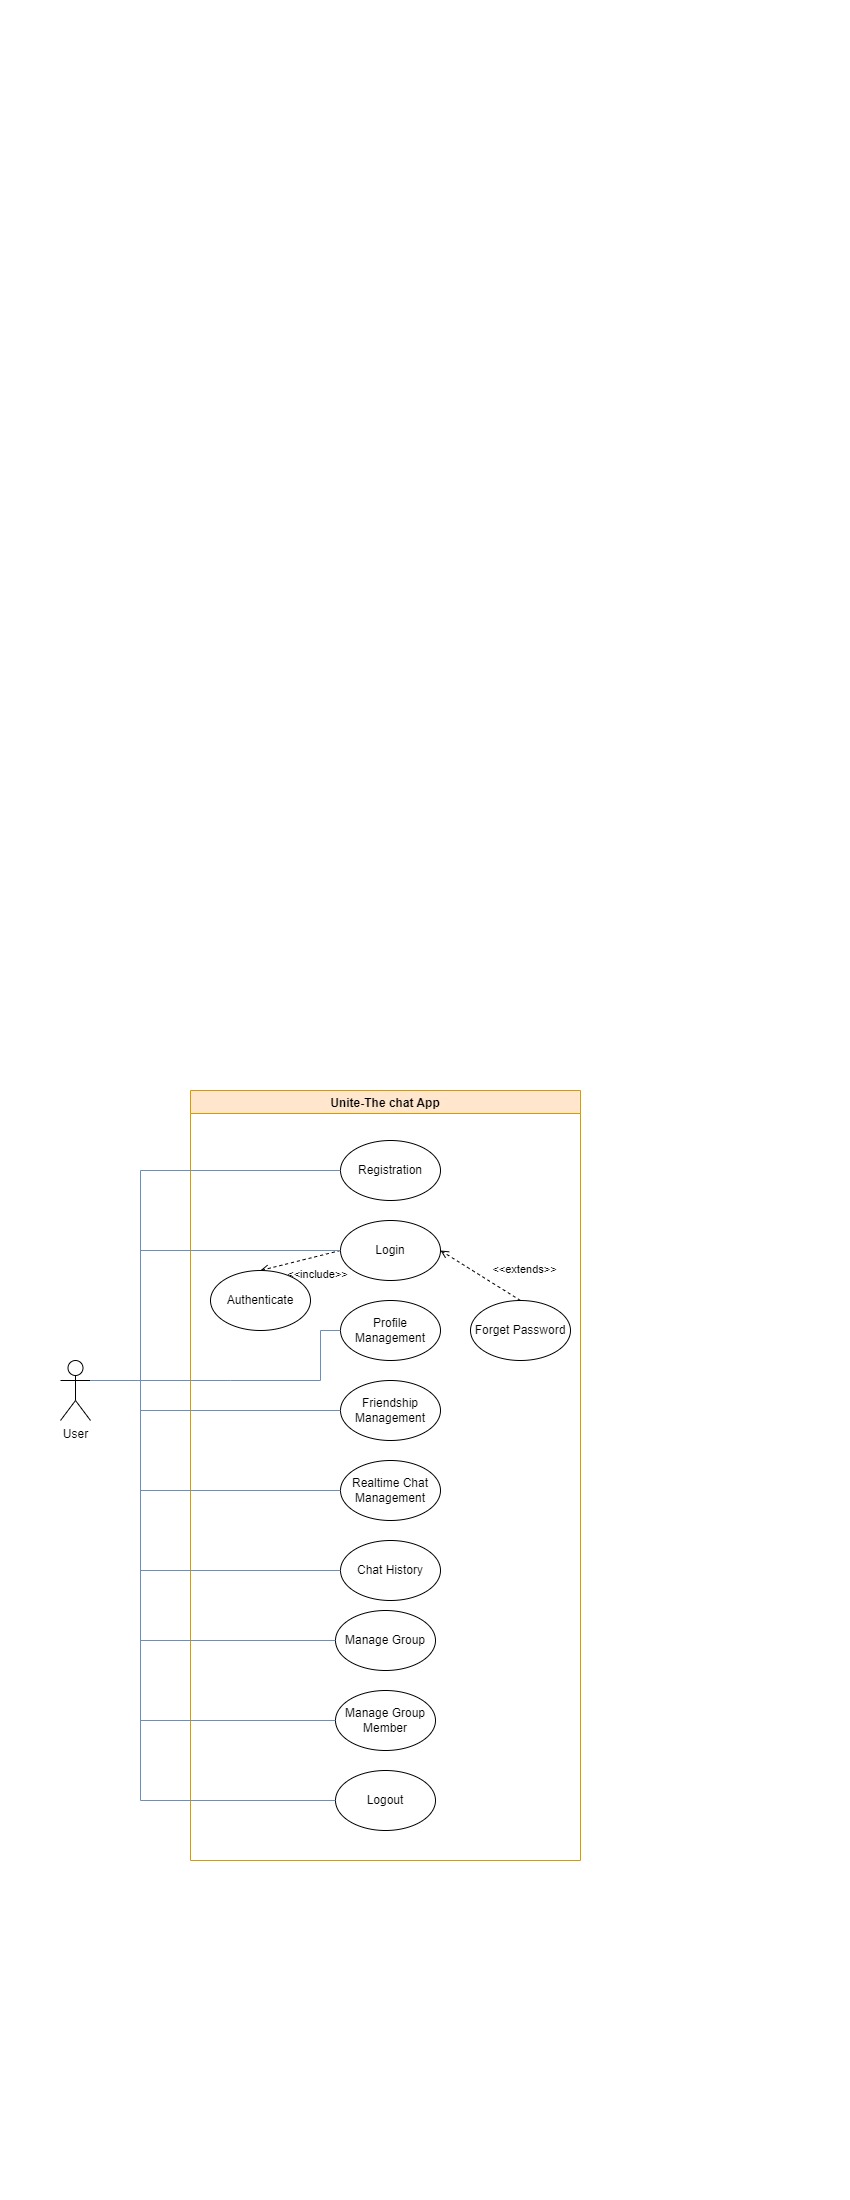 Unite-The chat App
Registration
Login
<<include>>
<<extends>>
Authenticate
Profile
Management
Forget Password
Friendship
Management
User
Realtime Chat
Management
Chat History
Manage Group
Manage Group
Member
Logout